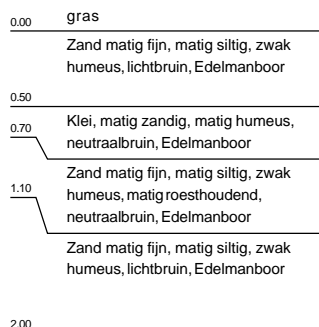 gras
0.00
Zand matig fijn, matig siltig, zwak
humeus, lichtbruin, Edelmanboor
0.50
Klei, matig zandig, matig humeus,
neutraalbruin, Edelmanboor
0.70
Zand matig fijn, matig siltig, zwak
humeus, matig roesthoudend,
neutraalbruin, Edelmanboor
1.10
Zand matig fijn, matig siltig, zwak
humeus, lichtbruin, Edelmanboor
2.00